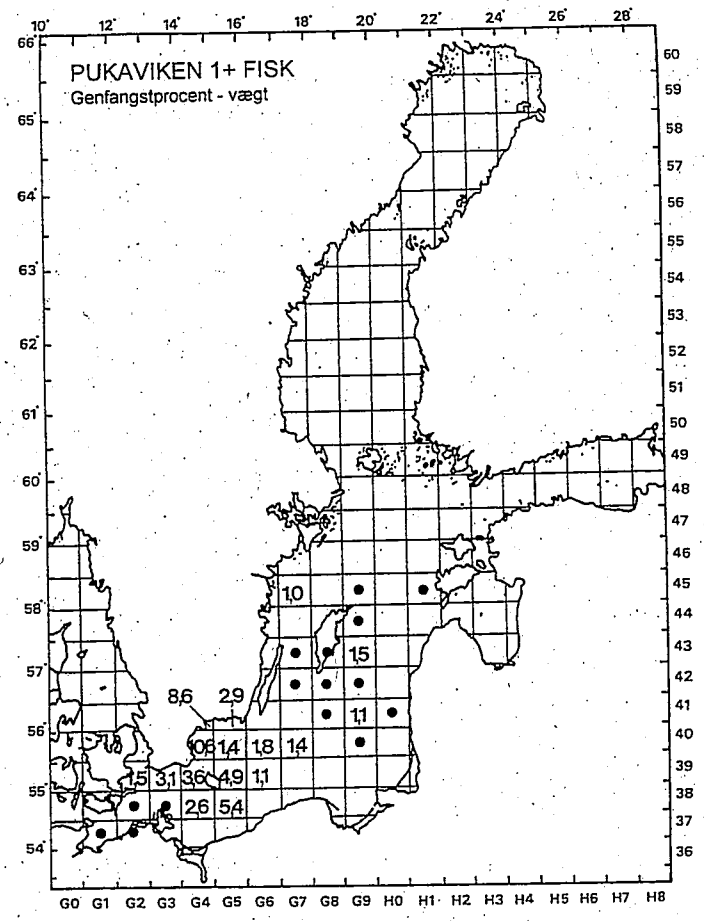 10° 12° 14° 16° 18° 20° 22° 24° 26° 28°
66° 60
PUKAVIKEN 1+ FISK
Genfangstprocent - vægt
59
65° 58
57
64° 56
55
63° 54
53
62° 52
51
61° 50
49
60° 48
47
59° 46
1,0 45
58° 44
1,5 43
57° 42
8,6 2,9 1,1 41
56° 10,6 1,4 1,8 1,4 40
1,5 3,1 3,6 4,9 1,1 39
55° 2,6 5,4 38
37
54° 36
G0 G1 G2 G3 G4 G5 G6 G7 G8 G9 H0 H1 H2 H3 H4 H5 H6 H7 H8